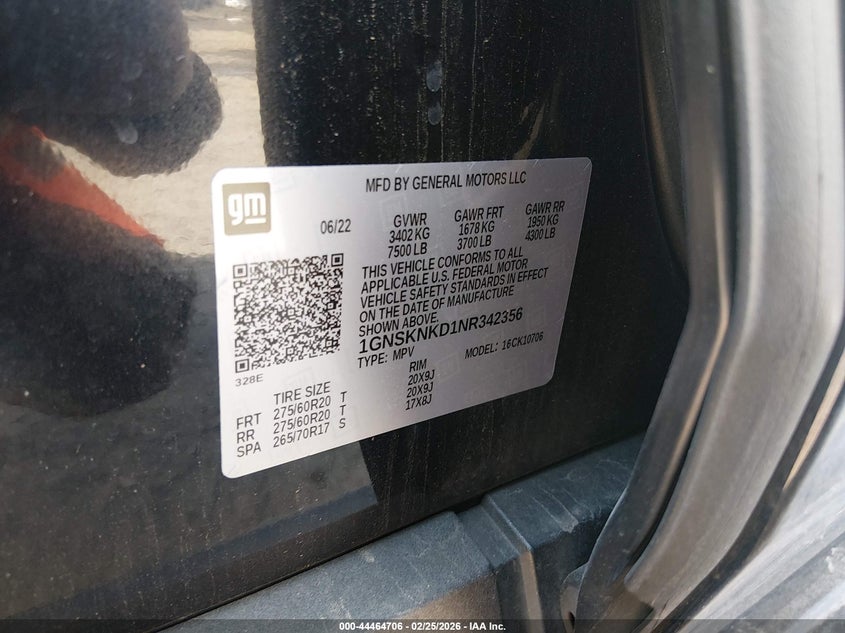 gm
MFD BY GENERAL MOTORS LLC
06/22
GVWR GAWR FRT GAWR RR
3402 KG 1678 KG 1950 KG
7500 LB 3700 LB 4300 LB
THIS VEHICLE CONFORMS TO ALL
APPLICABLE U.S. FEDERAL MOTOR
VEHICLE SAFETY STANDARDS IN EFFECT
ON THE DATE OF MANUFACTURE
SHOWN ABOVE.
1GNSKNKD1NR342356
TYPE: MPV MODEL: 16CK10706
328E
TIRE SIZE RIM
FRT 275/60R20 T 20X9J
RR 275/60R20 T 20X9J
SPA 265/70R17 S 17X8J
000-44464706 - 02/25/2026 - IAA Inc.